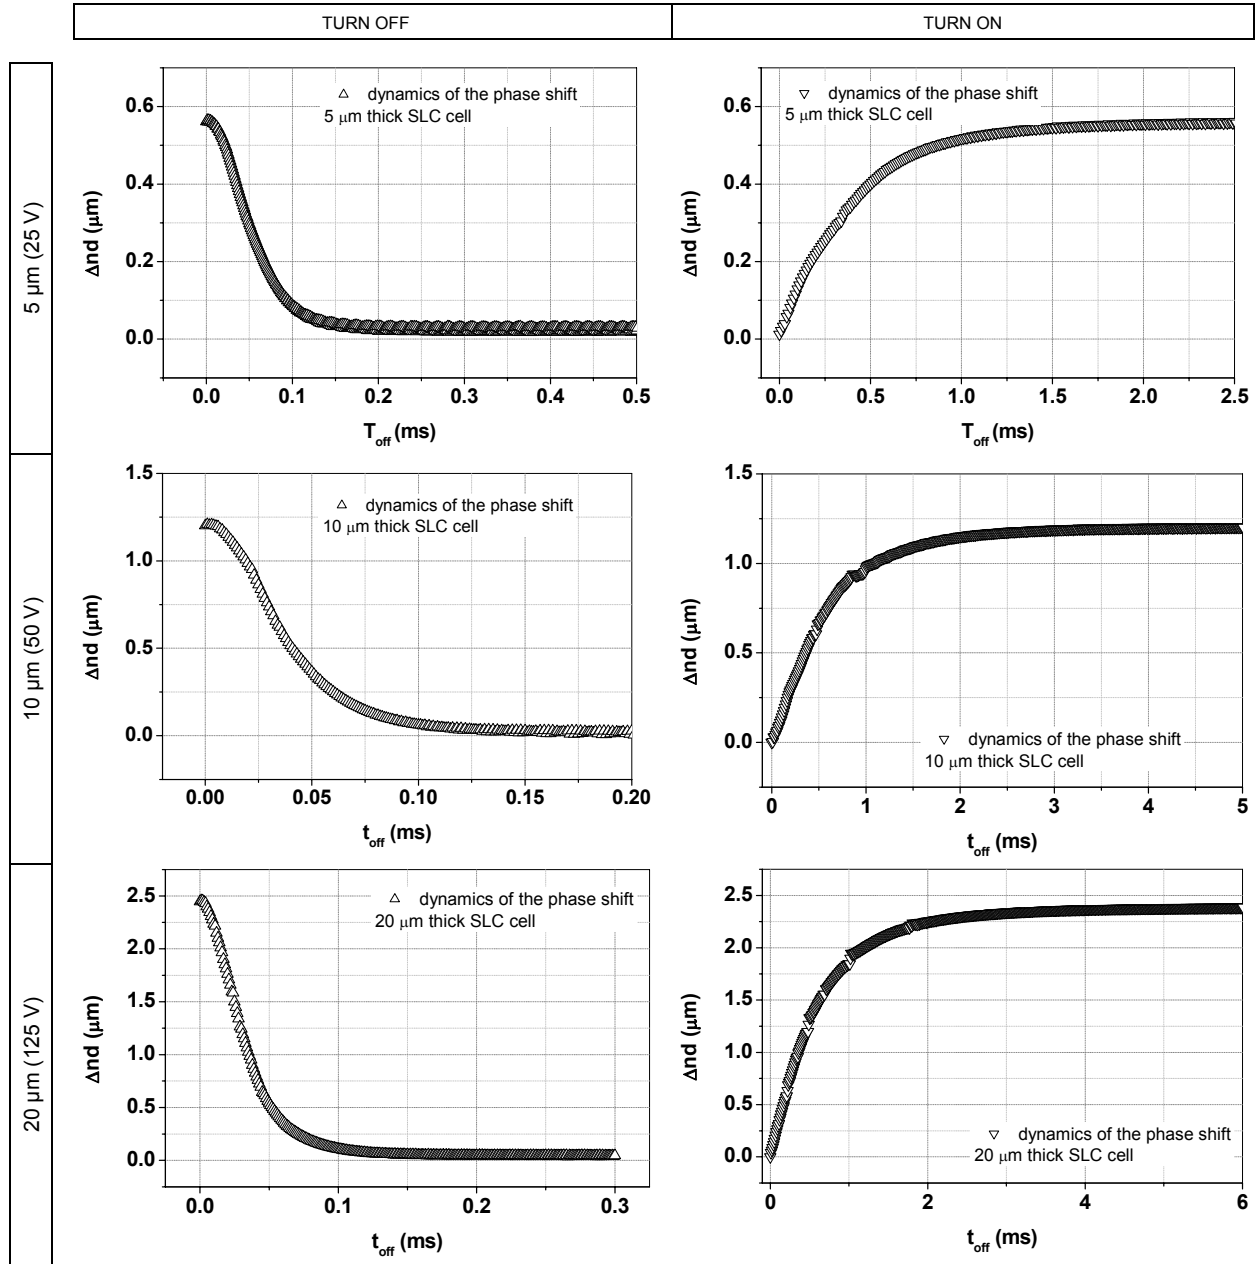 TURN OFF
TURN ON
5 µm (25 V)
0.6
0.4
0.2
0.0
Δnd (μm)
△ dynamics of the phase shift
5 μm thick SLC cell
0.0 0.1 0.2 0.3 0.4 0.5
T_off (ms)
0.6
0.4
0.2
0.0
Δnd (μm)
▽ dynamics of the phase shift
5 μm thick SLC cell
0.0 0.5 1.0 1.5 2.0 2.5
T_off (ms)
10 µm (50 V)
1.5
1.0
0.5
0.0
Δnd (μm)
△ dynamics of the phase shift
10 μm thick SLC cell
0.00 0.05 0.10 0.15 0.20
t_off (ms)
1.5
1.0
0.5
0.0
Δnd (μm)
▽ dynamics of the phase shift
10 μm thick SLC cell
0 1 2 3 4 5
t_off (ms)
20 µm (125 V)
2.5
2.0
1.5
1.0
0.5
0.0
Δnd (μm)
△ dynamics of the phase shift
20 μm thick SLC cell
0.0 0.1 0.2 0.3
t_off (ms)
2.5
2.0
1.5
1.0
0.5
0.0
Δnd (μm)
▽ dynamics of the phase shift
20 μm thick SLC cell
0 2 4 6
t_off (ms)